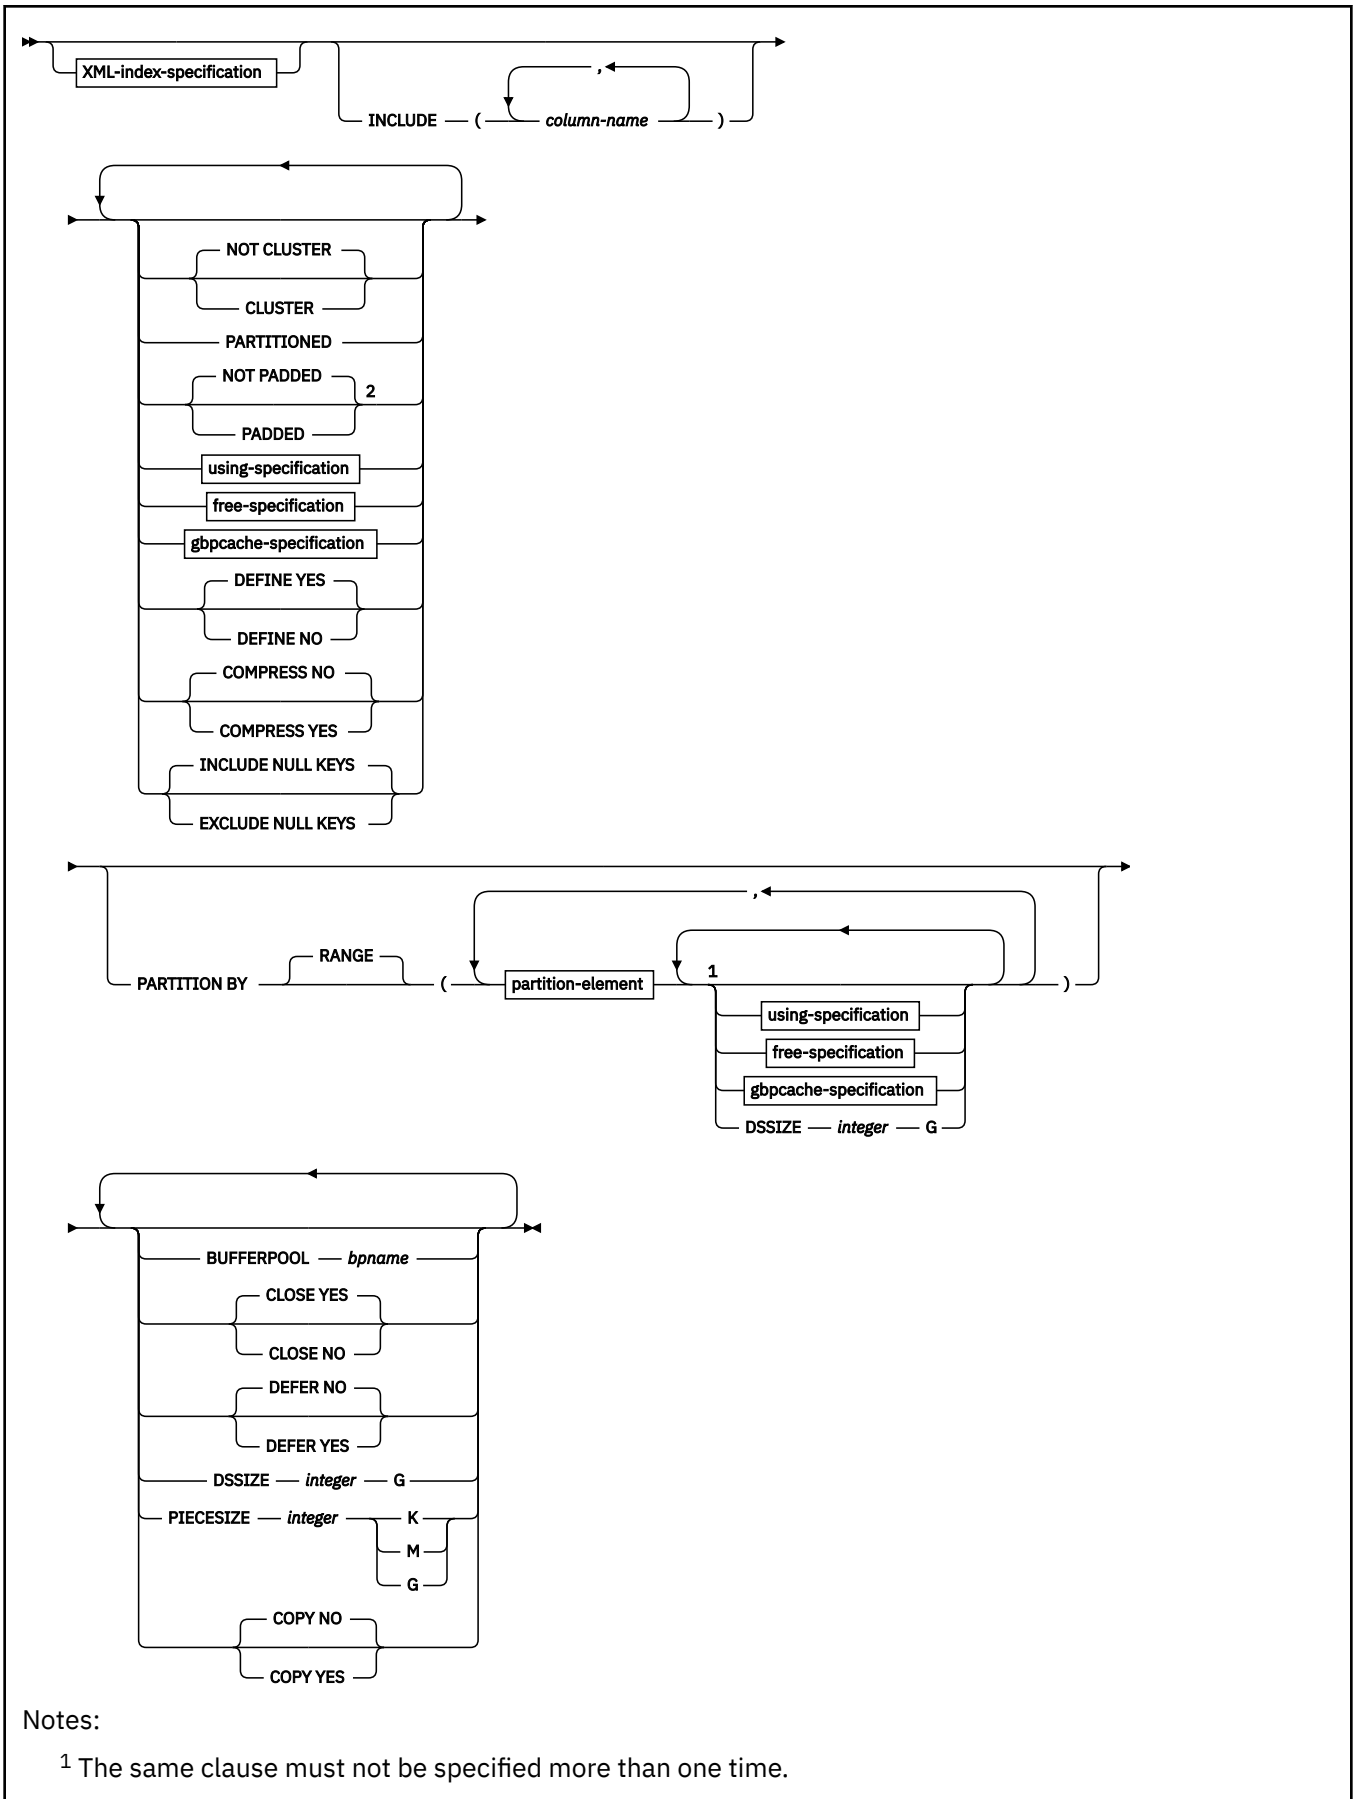 XML-index-specification
,
INCLUDE ( column-name )
NOT CLUSTER
CLUSTER
PARTITIONED
NOT PADDED
2
PADDED
using-specification
free-specification
gbpcache-specification
DEFINE YES
DEFINE NO
COMPRESS NO
COMPRESS YES
INCLUDE NULL KEYS
EXCLUDE NULL KEYS
,
RANGE
1
PARTITION BY ( partition-element )
using-specification
free-specification
gbpcache-specification
DSSIZE integer G
BUFFERPOOL bpname
CLOSE YES
CLOSE NO
DEFER NO
DEFER YES
DSSIZE integer G
PIECESIZE integer K
M
G
COPY NO
COPY YES
Notes:
1 The same clause must not be specified more than one time.